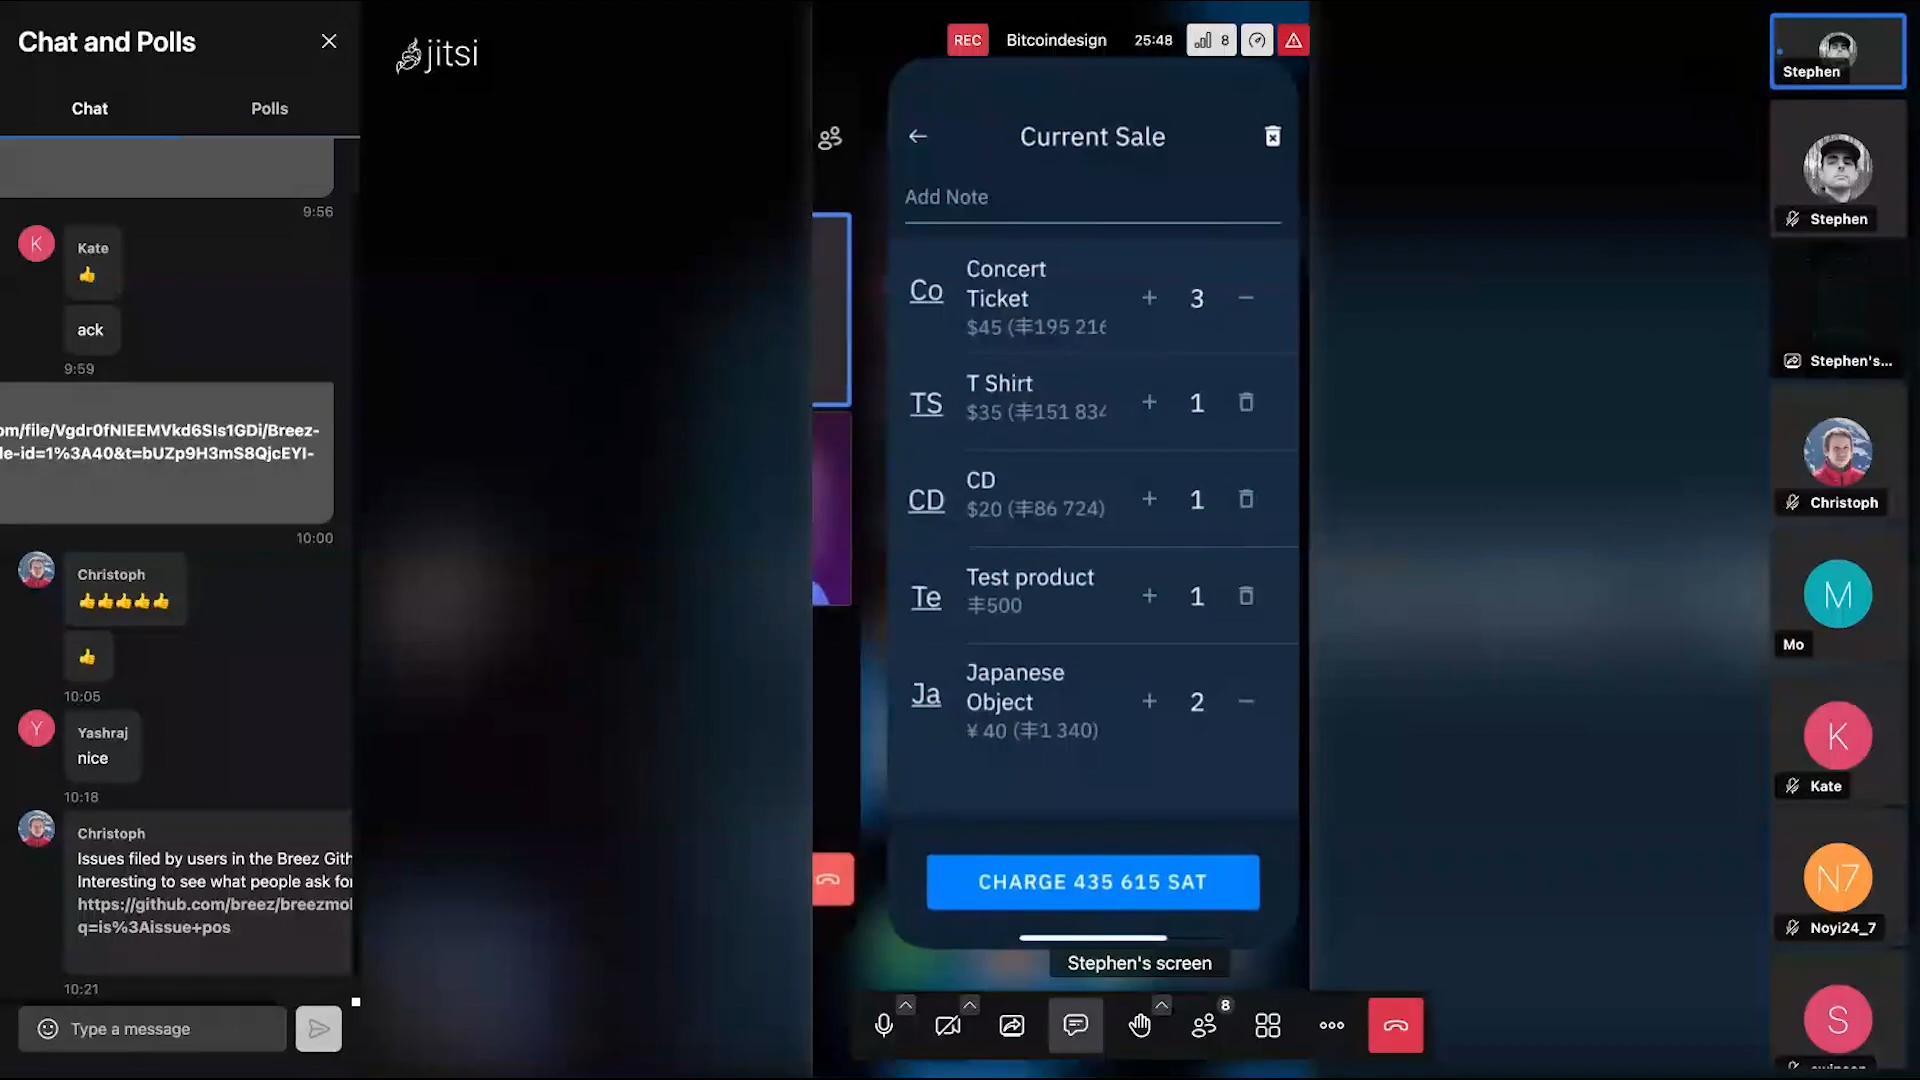 Chat and Polls
Chat
Polls
9:56
K
Kate
👍
ack
9:59
om/file/Vgdr0fNIEEMVkd6SIs1GDi/Breez-
le-id=1%3A40&t=bUZp9H3mS8QjcEYI-
10:00
Christoph
👍👍👍👍👍
👍
10:05
Y
Yashraj
nice
10:18
Christoph
Issues filed by users in the Breez Gith
Interesting to see what people ask for
https://github.com/breez/breezmol
q=is%3Aissue+pos
10:21
Type a message
jitsi
REC
Bitcoindesign
25:48
8
Current Sale
Add Note
Co
Concert
Ticket
$45 (丰195 216
+ 3 −
TS
T Shirt
$35 (丰151 834
+ 1
CD
CD
$20 (丰86 724)
+ 1
Te
Test product
丰500
+ 1
Ja
Japanese
Object
¥ 40 (丰1 340)
+ 2 −
CHARGE 435 615 SAT
Stephen's screen
8
Stephen
Stephen
Stephen's...
Christoph
M
Mo
K
Kate
N7
Noyi24_7
S